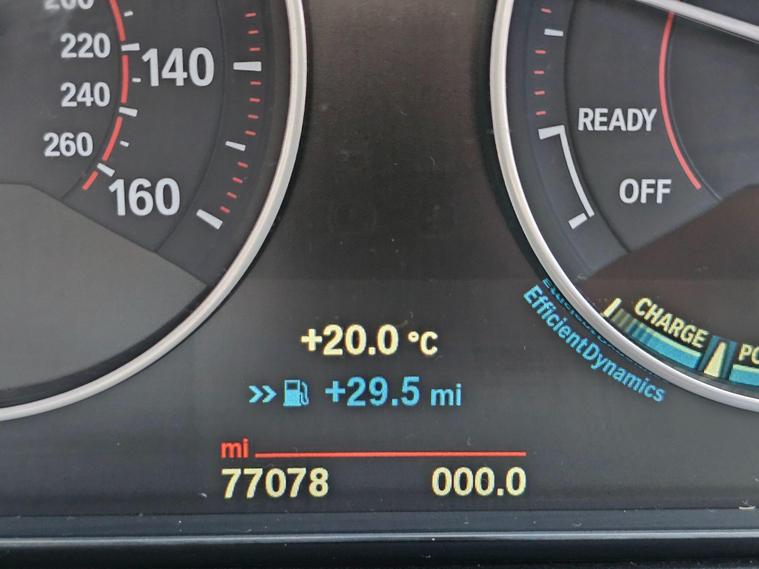 220
240
260
140
160
READY
OFF
CHARGE
EfficientDynamics
+20.0 °C
+29.5 mi
mi
77078 000.0